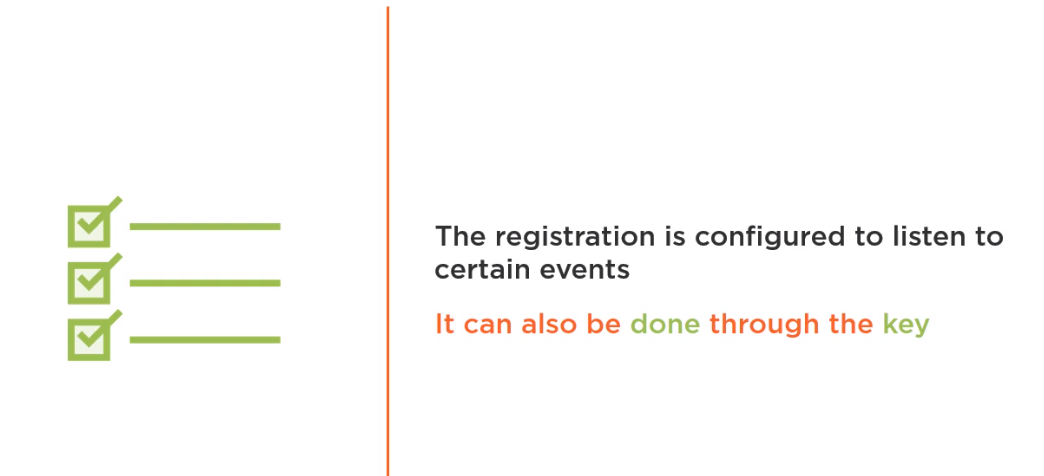 The registration is configured to listen to
certain events
It can also be done through the key